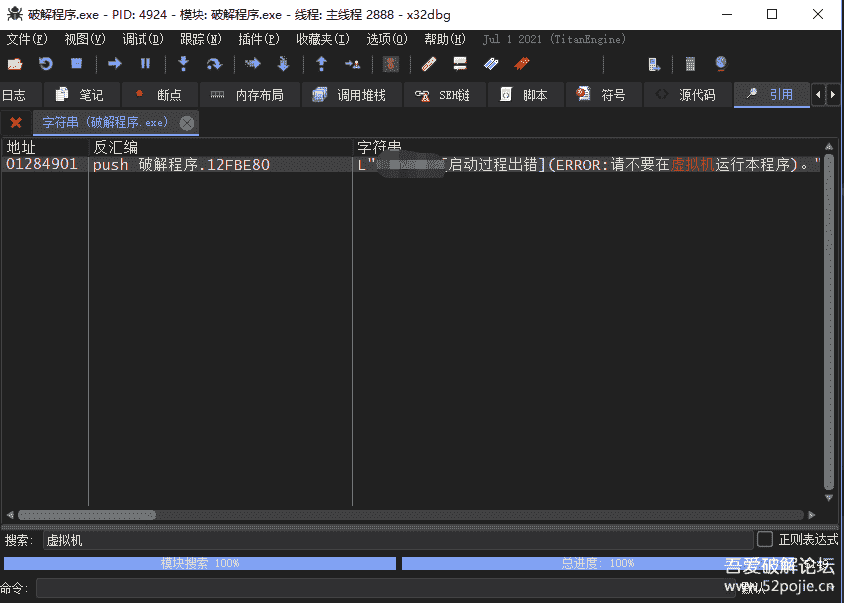 破解程序.exe - PID: 4924 - 模块: 破解程序.exe - 线程: 主线程 2888 - x32dbg
文件(F) 视图(V) 调试(D) 跟踪(N) 插件(P) 收藏夹(I) 选项(O) 帮助(H) Jul 1 2021 (TitanEngine)
日志 笔记 断点 内存布局 调用堆栈 SEH链 脚本 符号 源代码 引用
字符串 (破解程序.exe)
地址 反汇编 字符串
01284901 push 破解程序.12FBE80 L" [启动过程出错](ERROR:请不要在虚拟机运行本程序)。"
搜索: 虚拟机 正则表达式
模块搜索 100% 总进度: 100%
吾爱破解论坛
命令: 默认
www.52pojie.cn